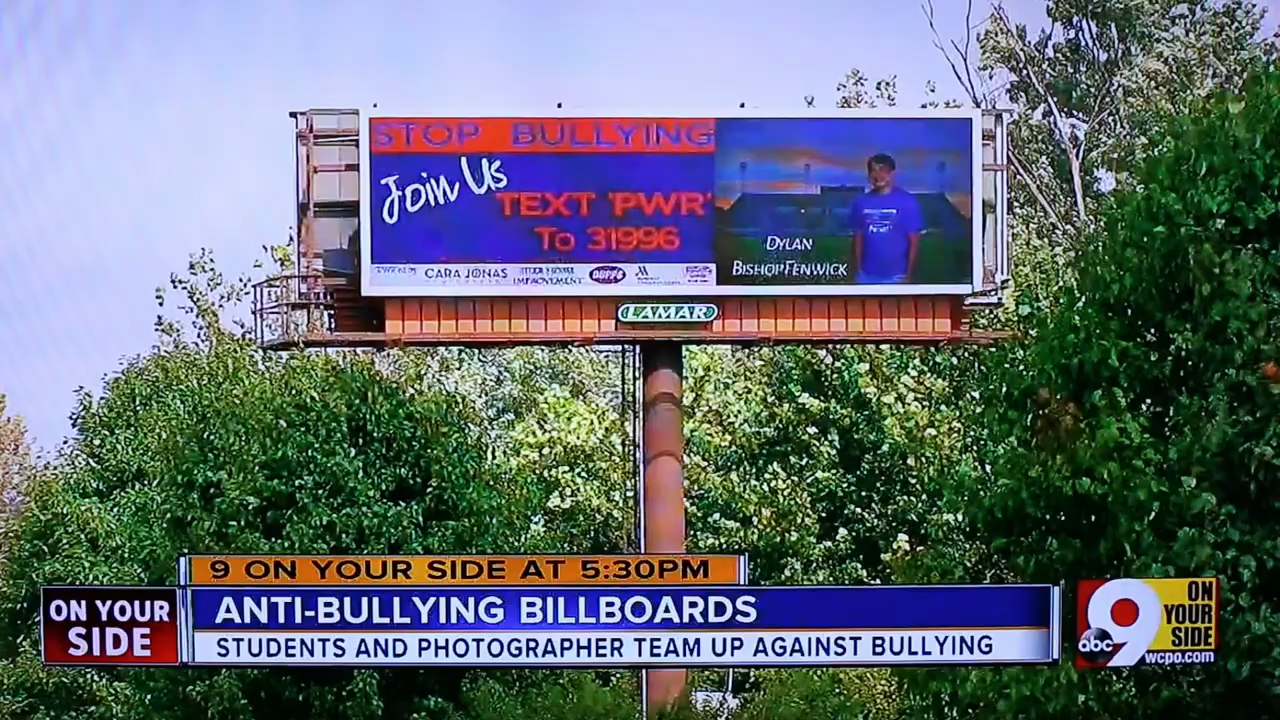 STOP BULLYING
Join Us
TEXT 'PWR'
To 31996
DYLAN
BISHOP FENWICK
CARA JONAS
IMPROVEMENT
DUFF'S
LAMAR
9 ON YOUR SIDE AT 5:30PM
ON YOUR
SIDE
ANTI-BULLYING BILLBOARDS
STUDENTS AND PHOTOGRAPHER TEAM UP AGAINST BULLYING
9
abc
ON
YOUR
SIDE
wcpo.com